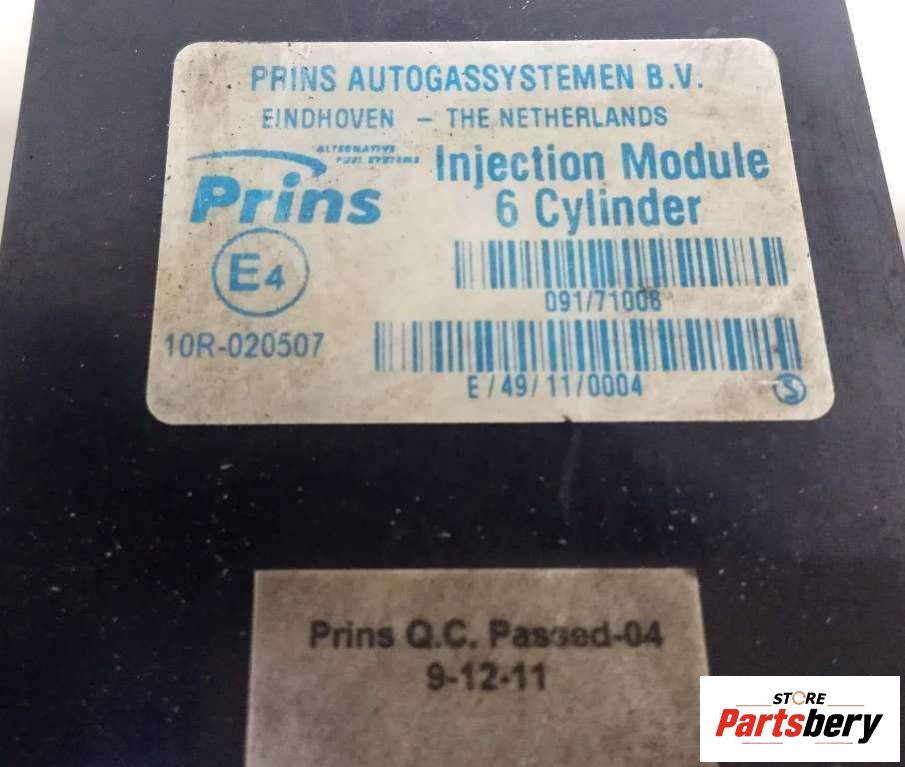 PRINS AUTOGASSYSTEMEN B.V.
EINDHOVEN - THE NETHERLANDS
ALTERNATIVE
FUEL SYSTEMS
Prins
Injection Module
6 Cylinder
E4
091/71006
10R-020507
E/49/11/0004
S
Prins Q.C. Passed-04
9-12-11
STORE
Partsbery